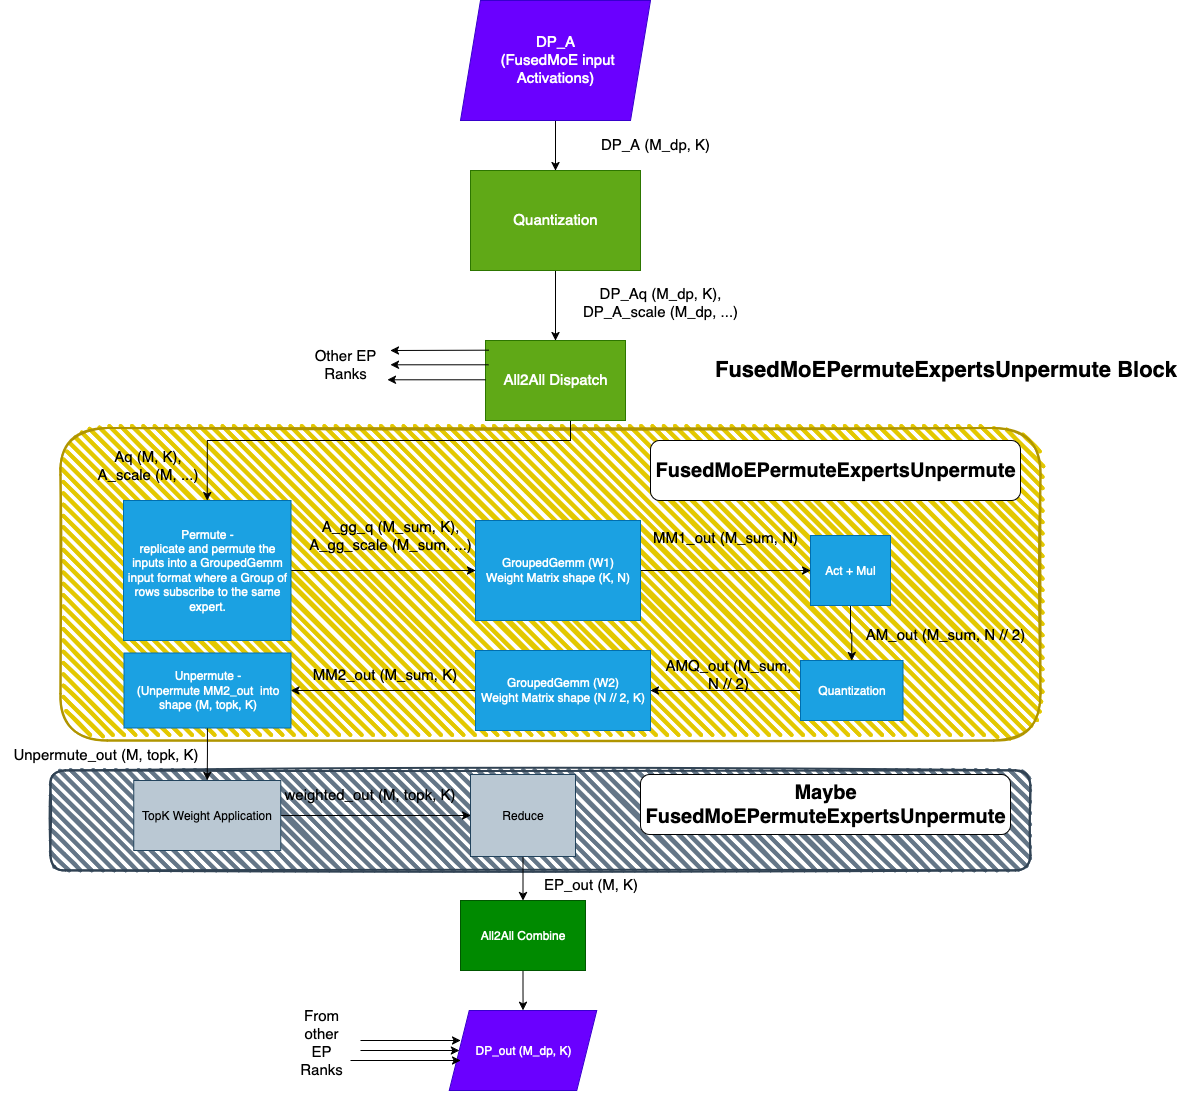 DP_A
(FusedMoE input
Activations)
DP_A (M_dp, K)
Quantization
DP_Aq (M_dp, K),
DP_A_scale (M_dp, ...)
Other EP
Ranks
All2All Dispatch
FusedMoEPermuteExpertsUnpermute Block
Aq (M, K),
A_scale (M, ...)
FusedMoEPermuteExpertsUnpermute
Permute -
replicate and permute the
inputs into a GroupedGemm
input format where a Group of
rows subscribe to the same
expert.
A_gg_q (M_sum, K),
A_gg_scale (M_sum, ...)
GroupedGemm (W1)
Weight Matrix shape (K, N)
MM1_out (M_sum, N)
Act + Mul
AM_out (M_sum, N // 2)
Quantization
AMQ_out (M_sum,
N // 2)
GroupedGemm (W2)
Weight Matrix shape (N // 2, K)
MM2_out (M_sum, K)
Unpermute -
(Unpermute MM2_out into
shape (M, topk, K)
Unpermute_out (M, topk, K)
TopK Weight Application
weighted_out (M, topk, K)
Reduce
Maybe
FusedMoEPermuteExpertsUnpermute
EP_out (M, K)
All2All Combine
From
other
EP
Ranks
DP_out (M_dp, K)